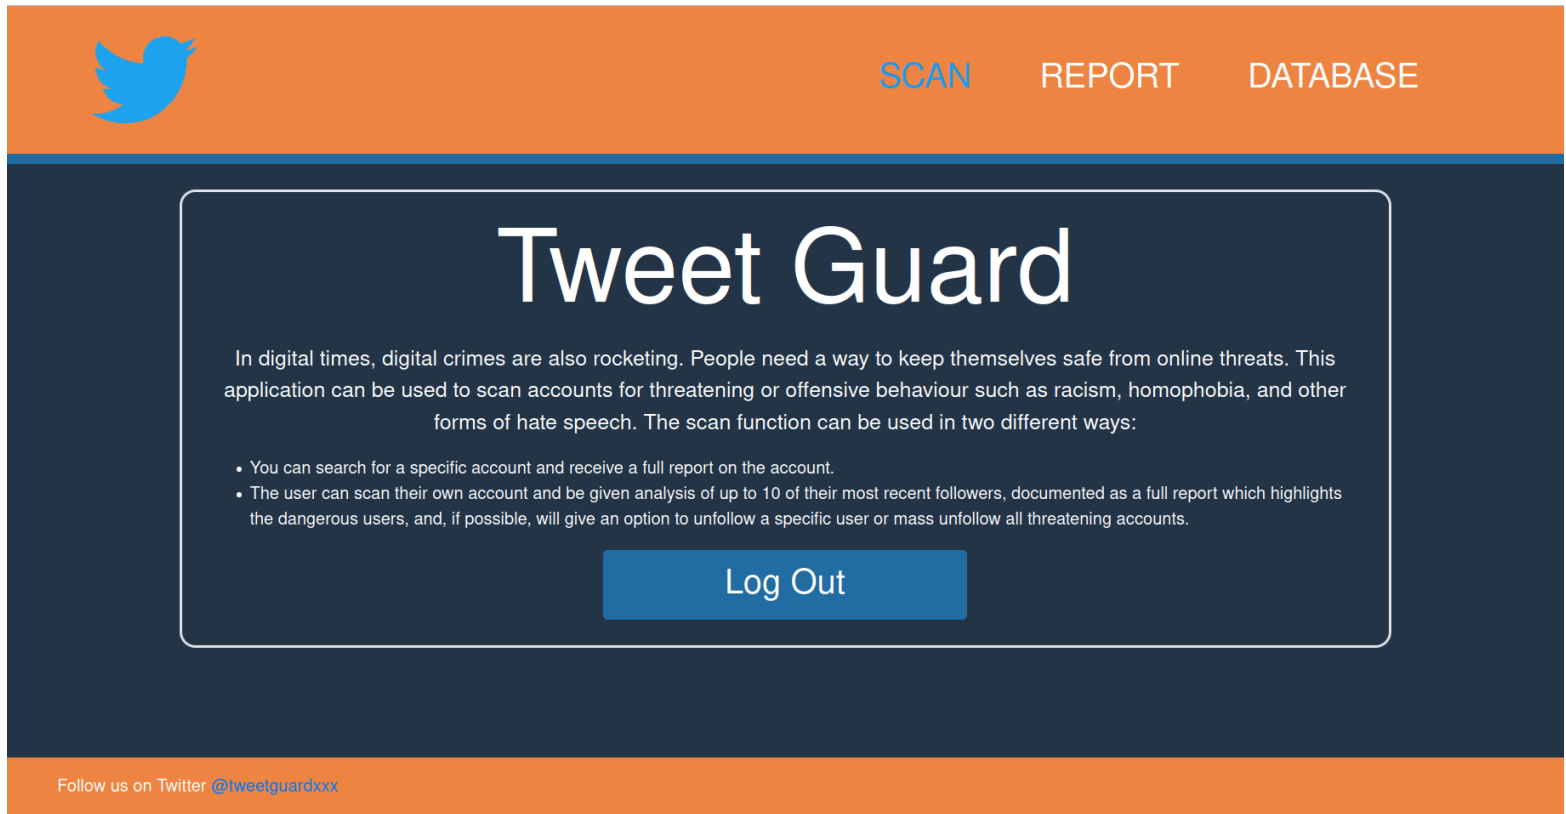 SCAN REPORT DATABASE
Tweet Guard
In digital times, digital crimes are also rocketing. People need a way to keep themselves safe from online threats. This
application can be used to scan accounts for threatening or offensive behaviour such as racism, homophobia, and other
forms of hate speech. The scan function can be used in two different ways:
• You can search for a specific account and receive a full report on the account.
• The user can scan their own account and be given analysis of up to 10 of their most recent followers, documented as a full report which highlights
the dangerous users, and, if possible, will give an option to unfollow a specific user or mass unfollow all threatening accounts.
Log Out
Follow us on Twitter @tweetguardxxx